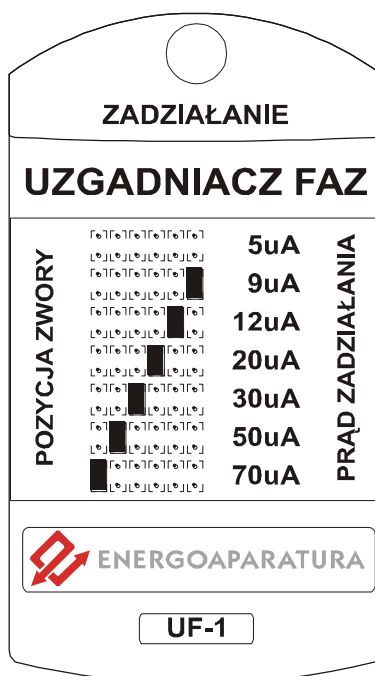 ZADZIAŁANIE
UZGADNIACZ FAZ
POZYCJA ZWORY
5uA
9uA
12uA
20uA
30uA
50uA
70uA
PRĄD ZADZIAŁANIA
ENERGOAPARATURA
UF-1